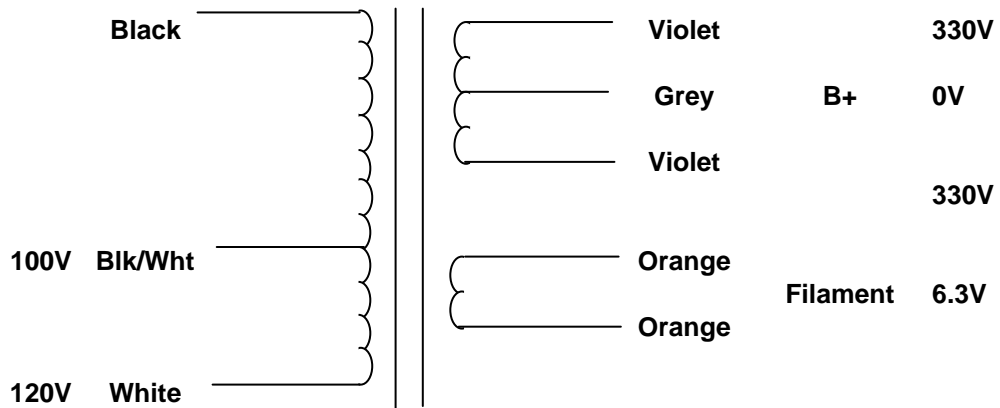 Black
Violet 330V
Grey B+ 0V
Violet
330V
100V Blk/Wht
Orange
Filament 6.3V
Orange
120V White